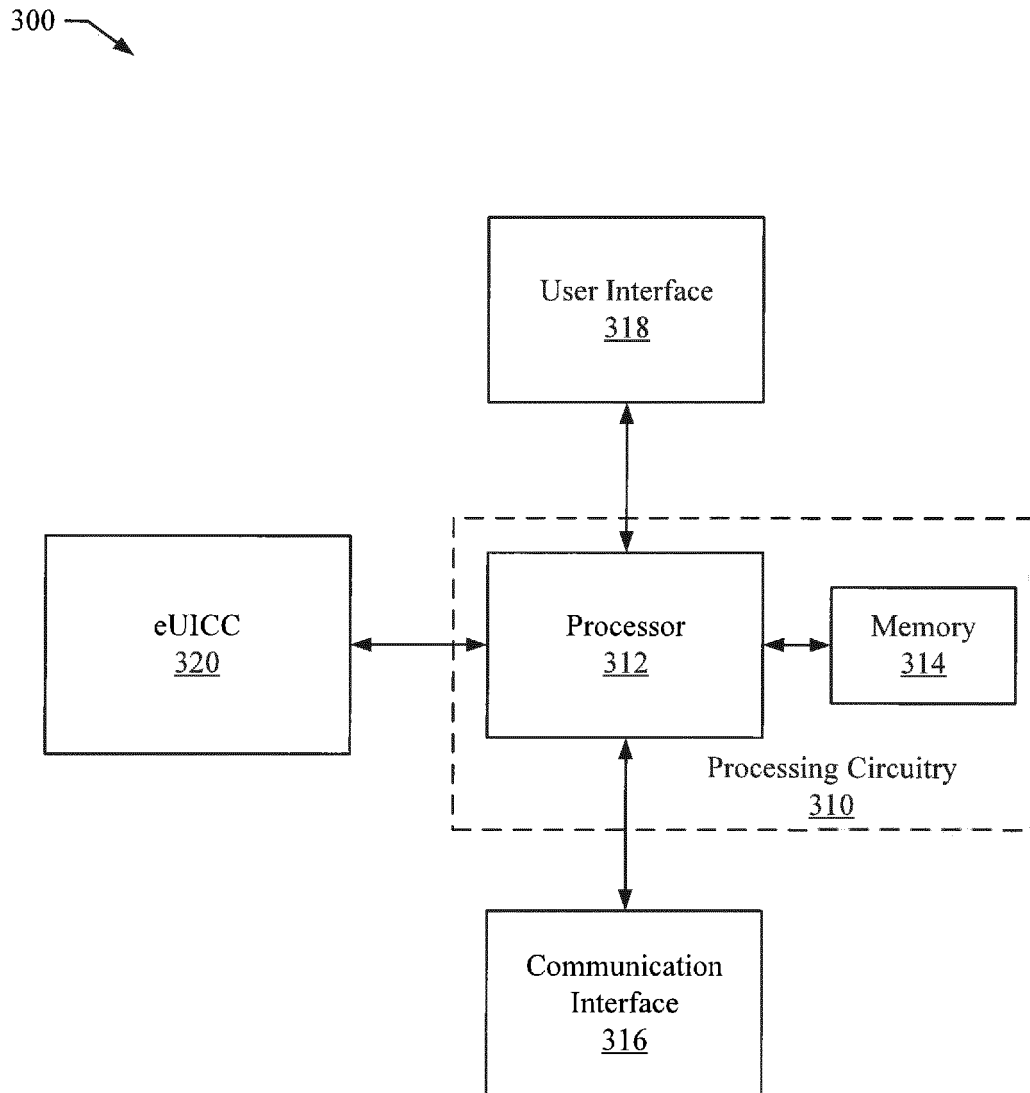 300
User Interface
318
eUICC
320
Processor
312
Memory
314
Processing Circuitry
310
Communication
Interface
316